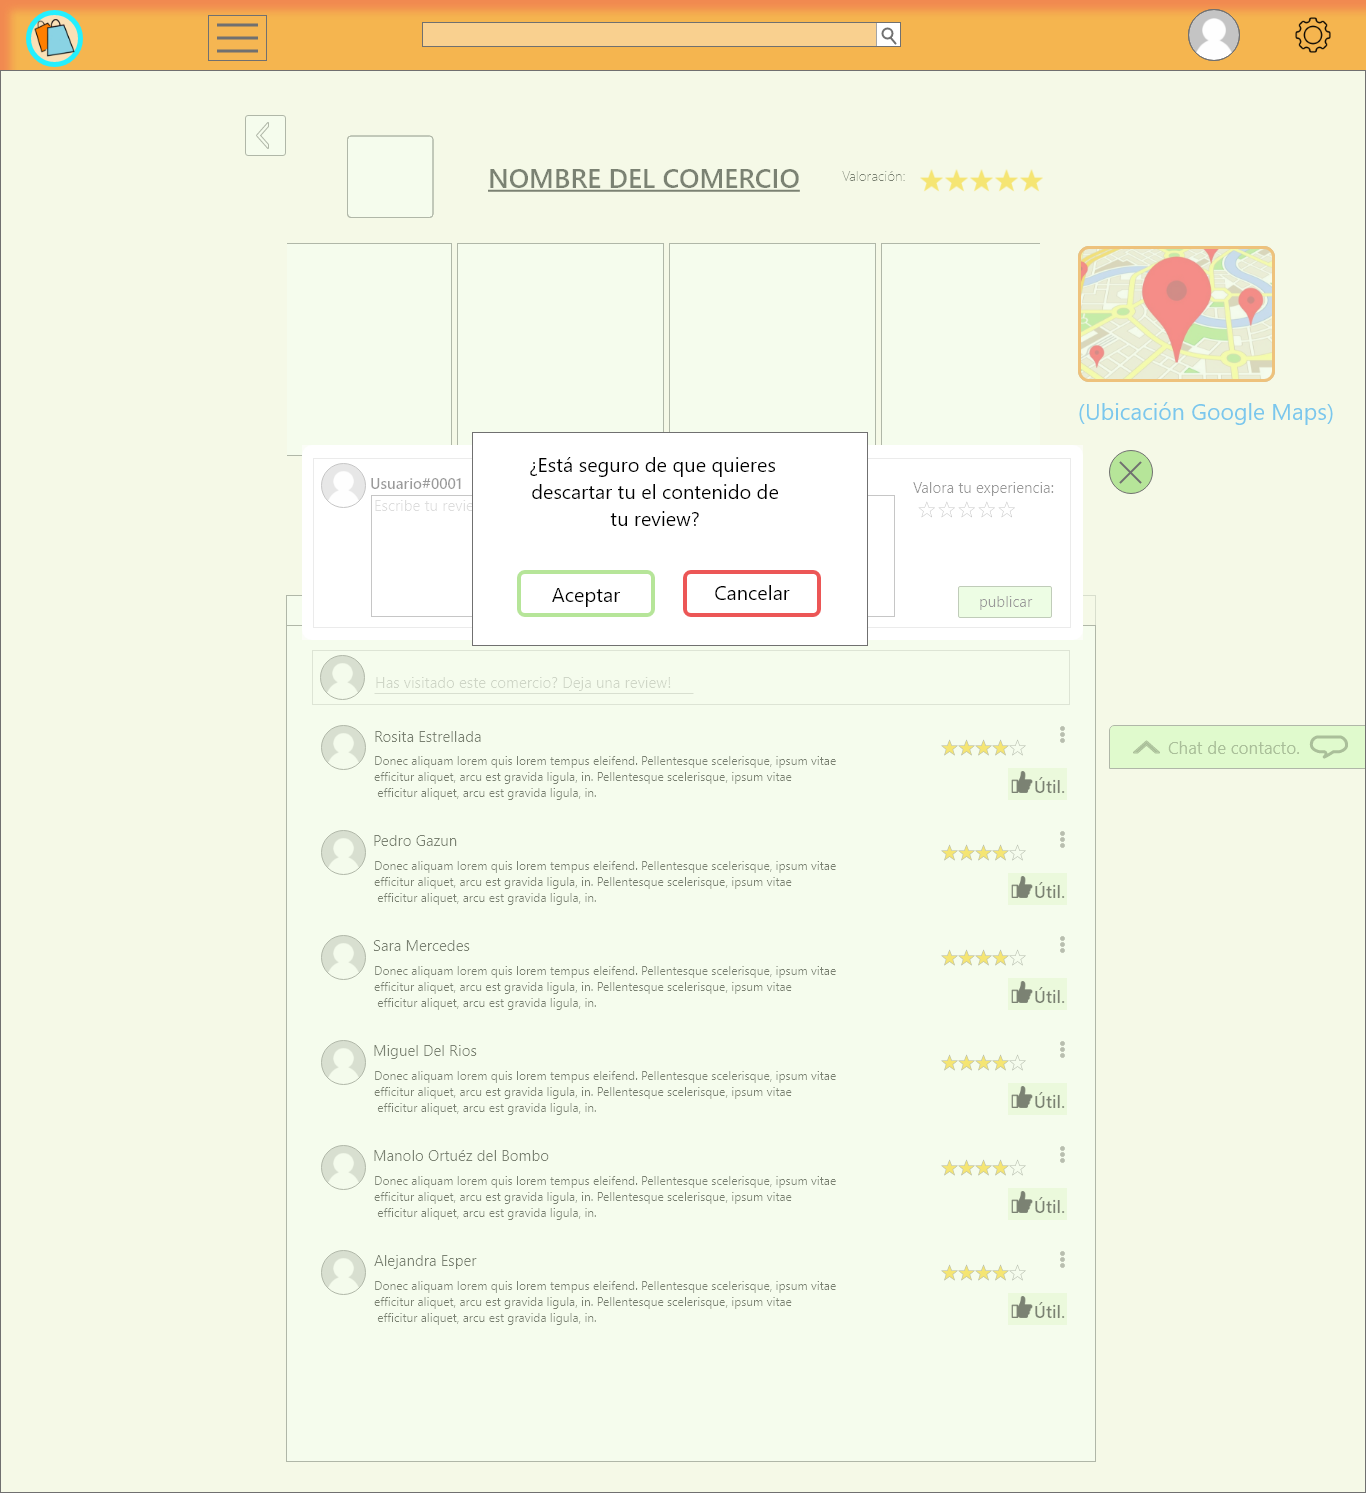 NOMBRE DEL COMERCIO
Valoración:
(Ubicación Google Maps)
¿Está seguro de que quieres
descartar tu el contenido de
tu review?
Aceptar
Cancelar
Usuario#0001
Escribe tu revie
Valora tu experiencia:
publicar
Has visitado este comercio? Deja una review!
Chat de contacto.
Rosita Estrellada
Donec aliquam lorem quis lorem tempus eleifend. Pellentesque scelerisque, ipsum vitae
efficitur aliquet, arcu est gravida ligula, in. Pellentesque scelerisque, ipsum vitae
efficitur aliquet, arcu est gravida ligula, in.
Útil.
Pedro Gazun
Donec aliquam lorem quis lorem tempus eleifend. Pellentesque scelerisque, ipsum vitae
efficitur aliquet, arcu est gravida ligula, in. Pellentesque scelerisque, ipsum vitae
efficitur aliquet, arcu est gravida ligula, in.
Útil.
Sara Mercedes
Donec aliquam lorem quis lorem tempus eleifend. Pellentesque scelerisque, ipsum vitae
efficitur aliquet, arcu est gravida ligula, in. Pellentesque scelerisque, ipsum vitae
efficitur aliquet, arcu est gravida ligula, in.
Útil.
Miguel Del Rios
Donec aliquam lorem quis lorem tempus eleifend. Pellentesque scelerisque, ipsum vitae
efficitur aliquet, arcu est gravida ligula, in. Pellentesque scelerisque, ipsum vitae
efficitur aliquet, arcu est gravida ligula, in.
Útil.
Manolo Ortuéz del Bombo
Donec aliquam lorem quis lorem tempus eleifend. Pellentesque scelerisque, ipsum vitae
efficitur aliquet, arcu est gravida ligula, in. Pellentesque scelerisque, ipsum vitae
efficitur aliquet, arcu est gravida ligula, in.
Útil.
Alejandra Esper
Donec aliquam lorem quis lorem tempus eleifend. Pellentesque scelerisque, ipsum vitae
efficitur aliquet, arcu est gravida ligula, in. Pellentesque scelerisque, ipsum vitae
efficitur aliquet, arcu est gravida ligula, in.
Útil.